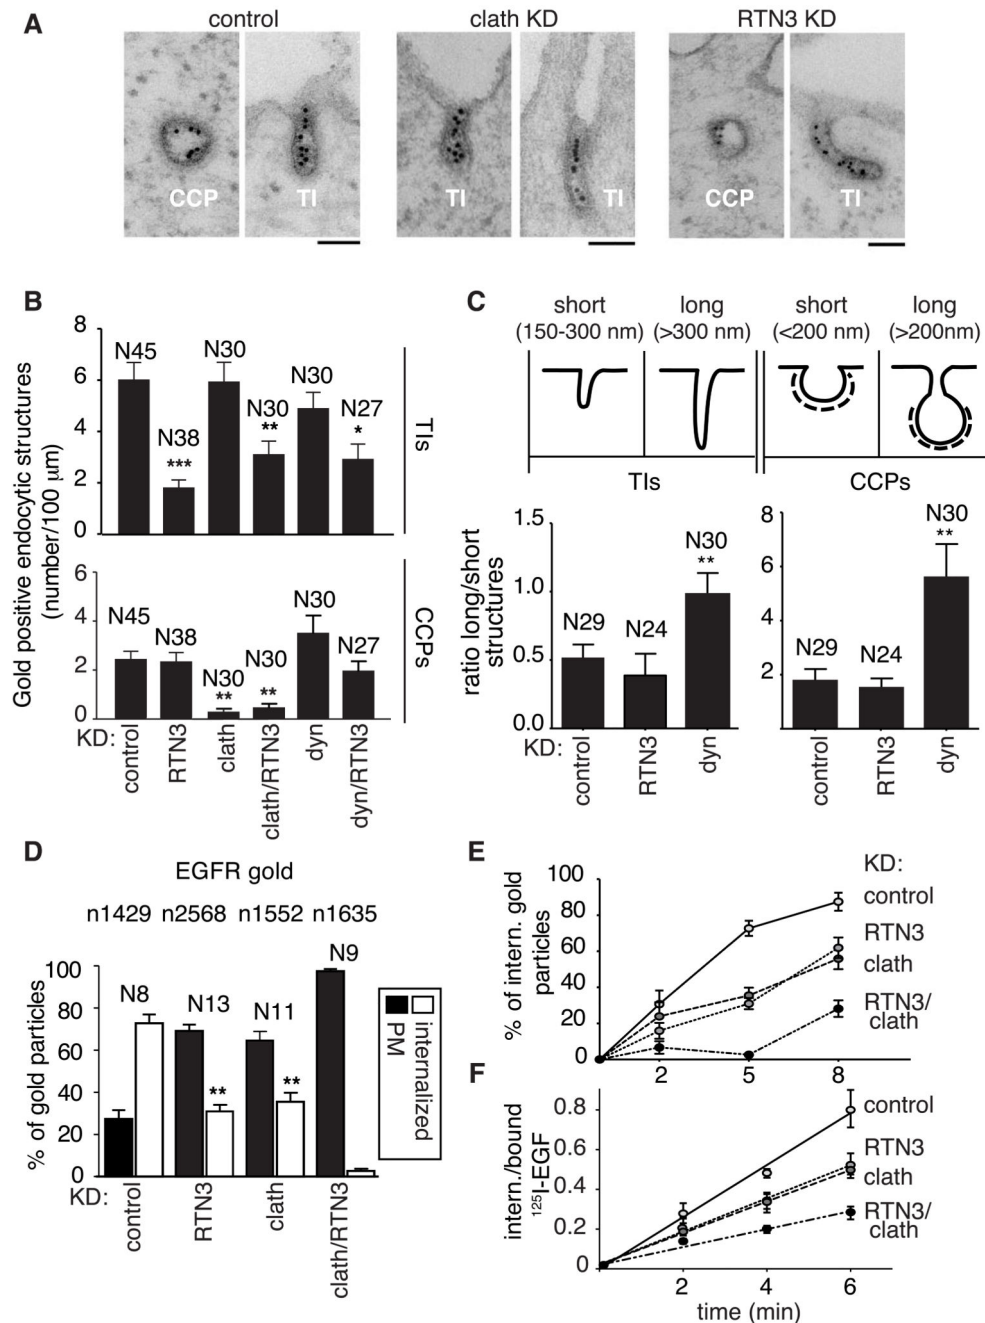 A
control
clath KD
RTN3 KD
CCP
TI
TI
TI
CCP
TI
B
Gold positive endocytic structures
(number/100 μm)
8
6
4
2
0
N45
N38
***
N30
N30
**
N30
N27
*
TIs
6
4
2
0
N45
N38
N30
**
N30
**
N30
N27
CCPs
KD:
control
RTN3
clath
clath/RTN3
dyn
dyn/RTN3
C
short
(150-300 nm)
long
(>300 nm)
short
(<200 nm)
long
(>200nm)
TIs
CCPs
ratio long/short
structures
1.5
1.0
0.5
0.0
N29
N24
N30
**
KD:
control
RTN3
dyn
8
6
4
2
N29
N24
N30
**
control
RTN3
dyn
D
EGFR gold
n1429 n2568 n1552 n1635
% of gold particles
100
80
60
40
20
0
N8
N13
**
N11
**
N9
internalized
PM
KD:
control
RTN3
clath
clath/RTN3
E
% of intern. gold
particles
100
80
60
40
20
0
2
5
8
KD:
control
RTN3
clath
RTN3/
clath
F
intern./bound
125I-EGF
0.8
0.6
0.4
0.2
0
2
4
6
time (min)
control
RTN3
clath
RTN3/
clath